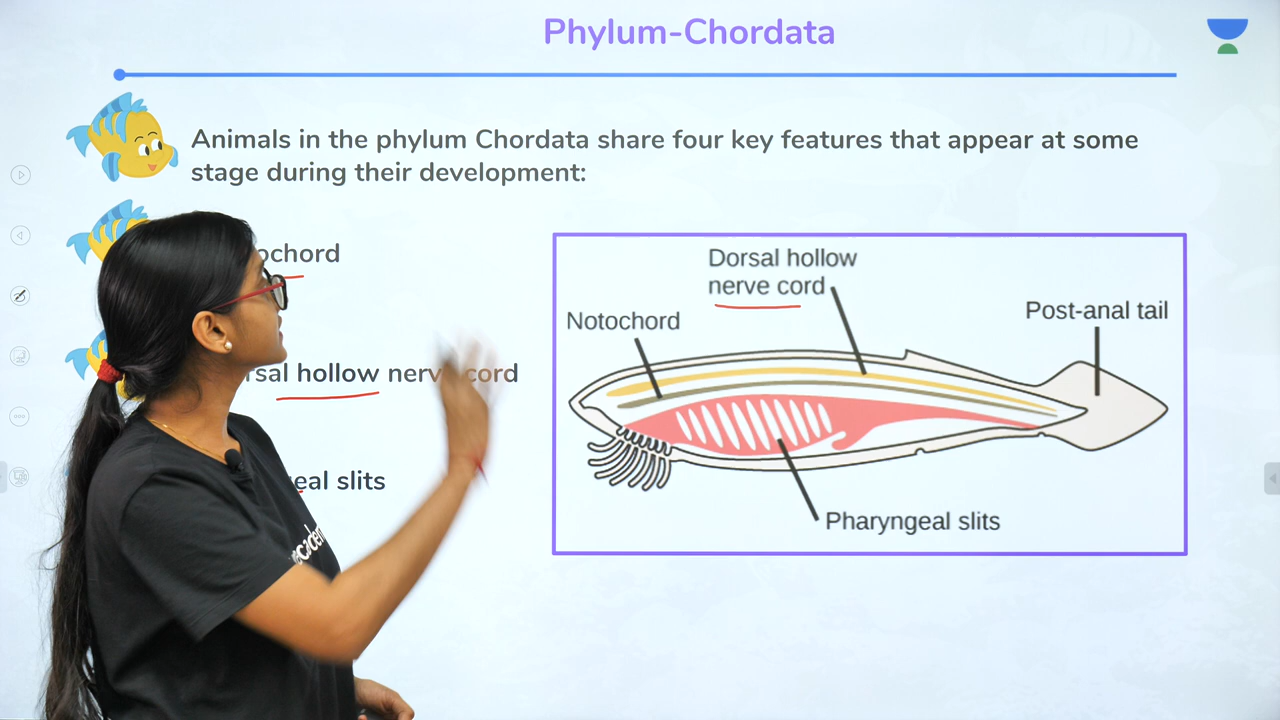 Phylum-Chordata
Animals in the phylum Chordata share four key features that appear at some
stage during their development:
ochord
rsal hollow nerve cord
eal slits
Dorsal hollow
nerve cord
Notochord
Post-anal tail
Pharyngeal slits